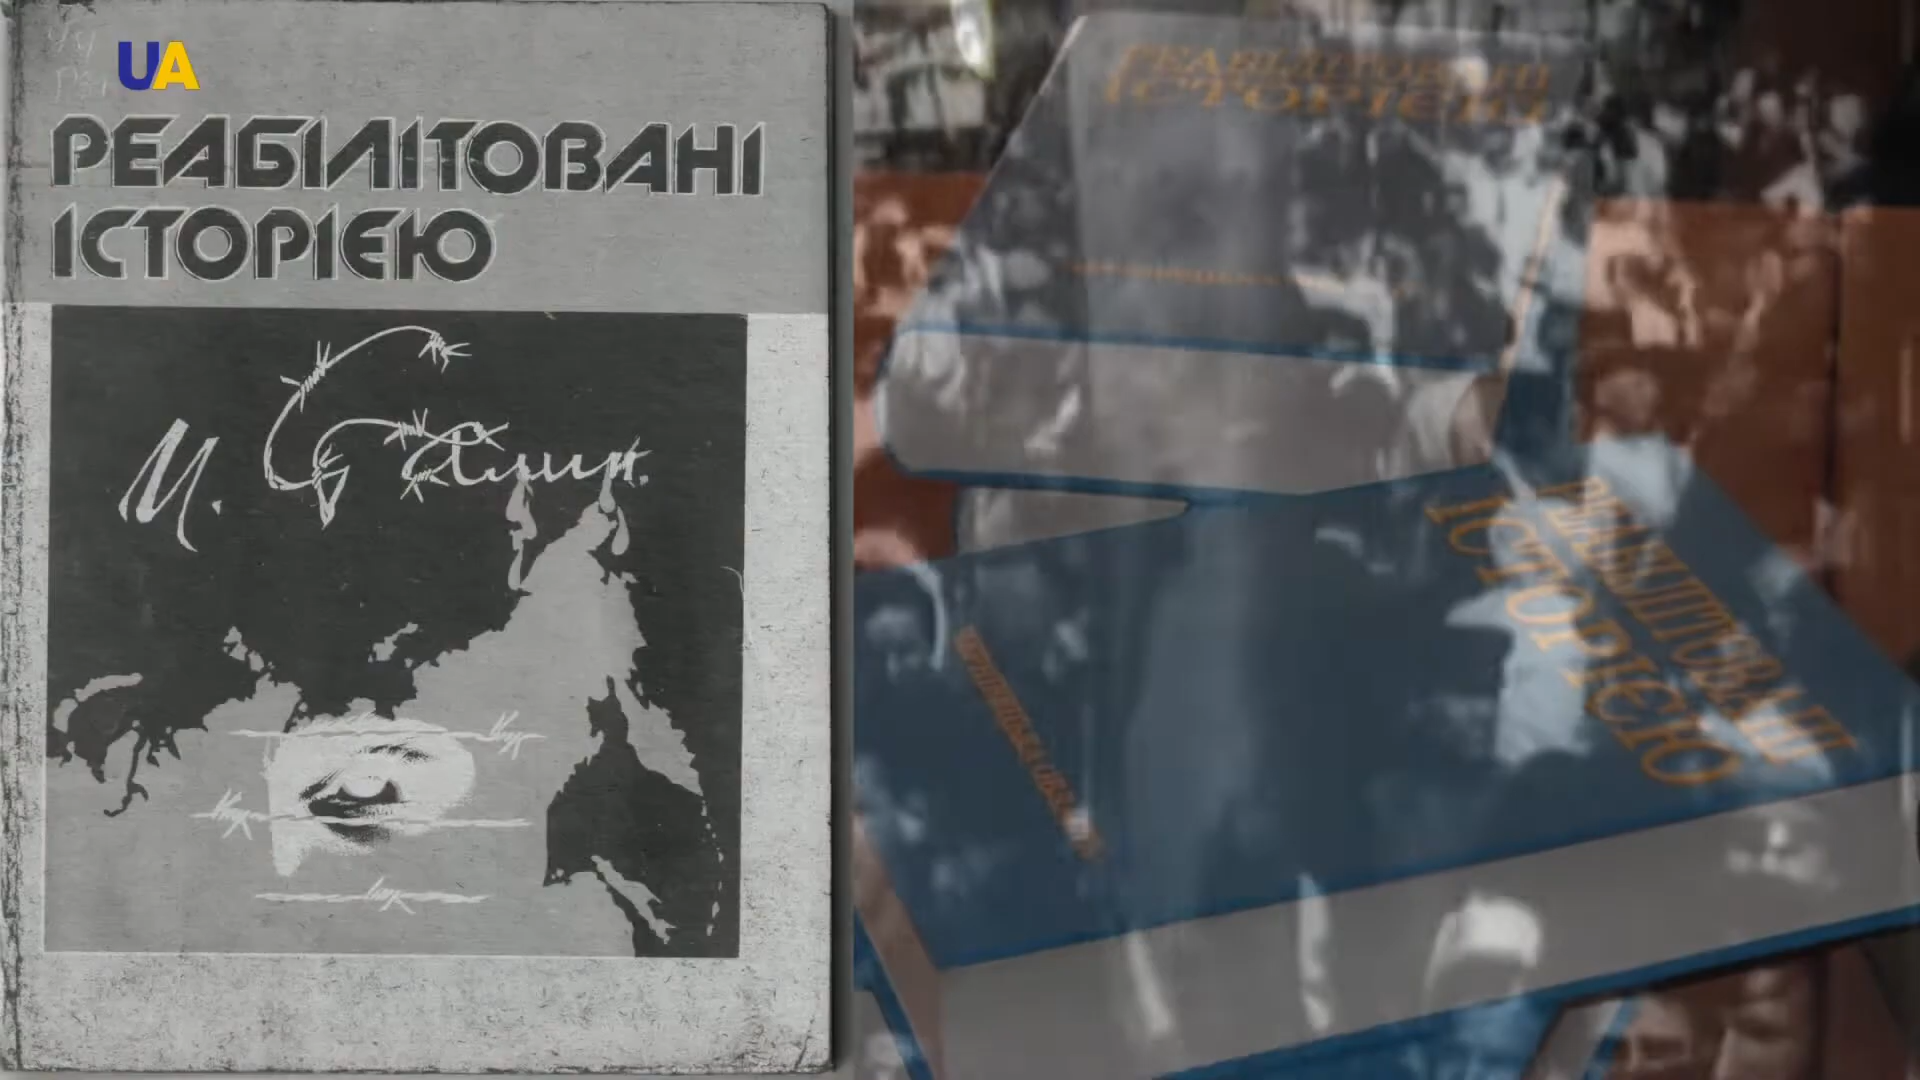 UA
РЕАБІЛІТОВАНІ
ІСТОРІЄЮ
И. Сталин.
РЕАБІЛІТОВАНІ
ІСТОРІЄЮ
РЕАБІЛІТОВАНІ
ІСТОРІЄЮ